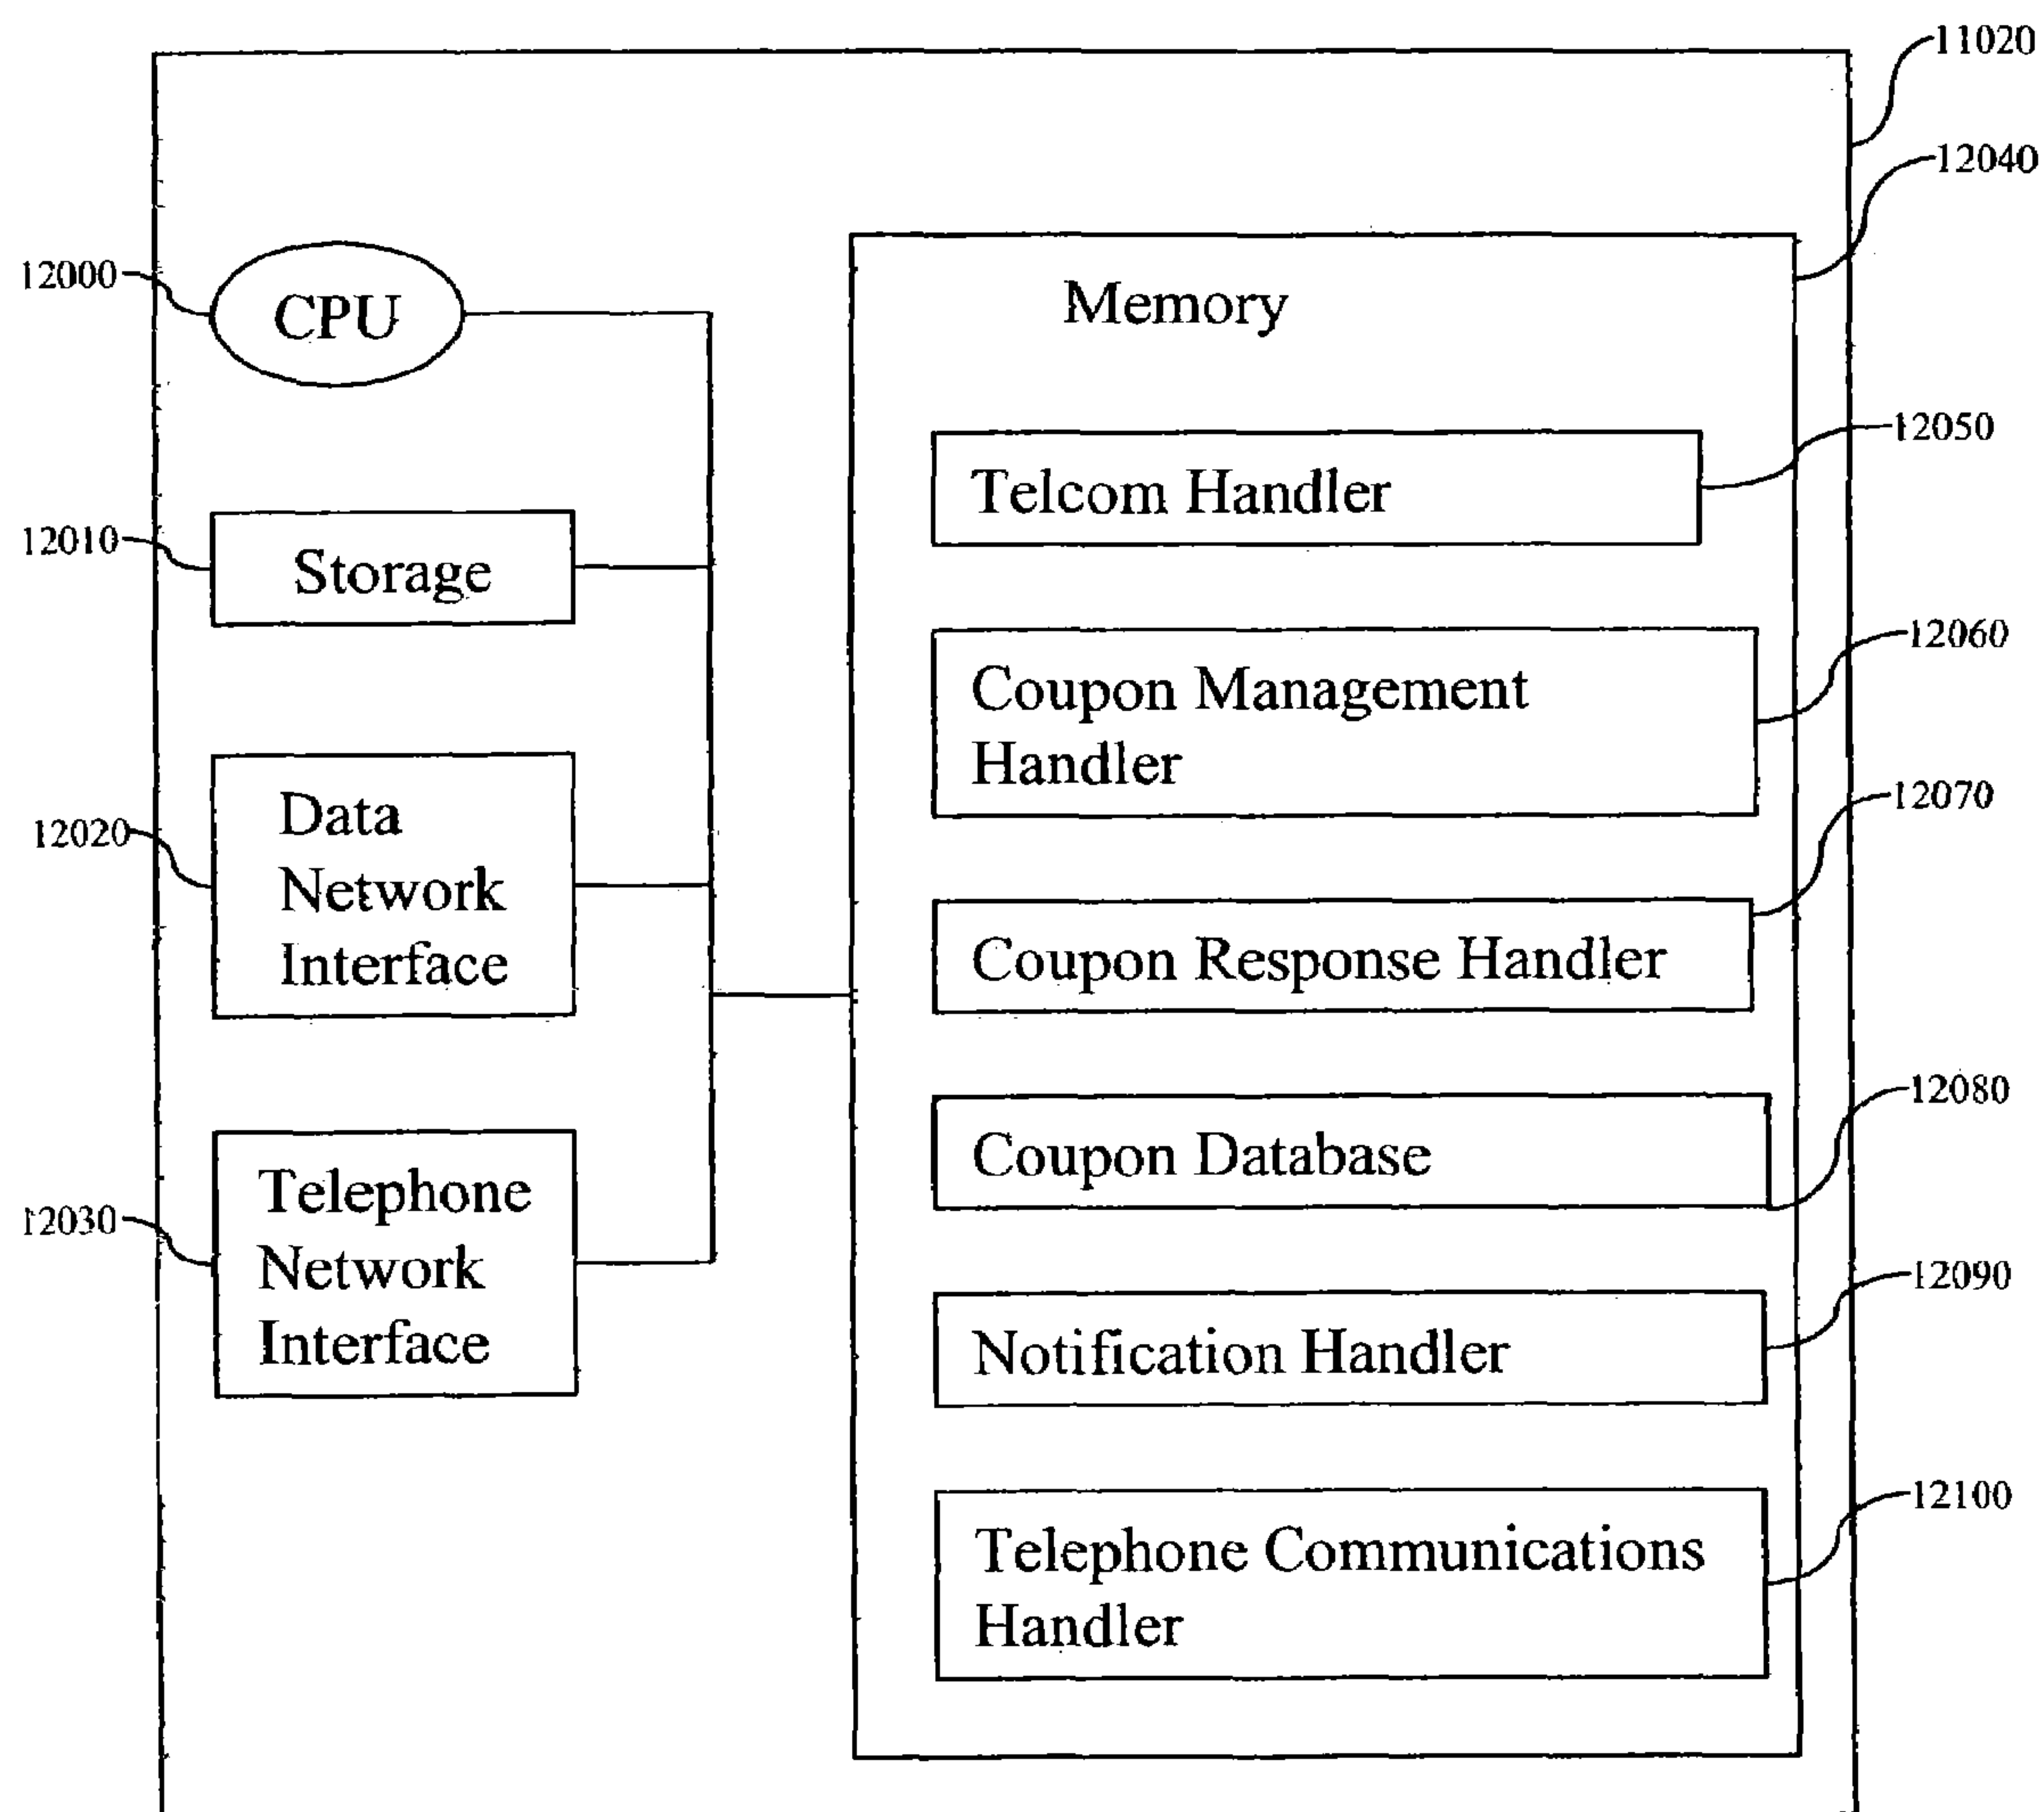 11020
12040
12000
CPU
Memory
12050
Telcom Handler
12010
Storage
12060
Coupon Management
Handler
12070
12020
Data
Network
Interface
Coupon Response Handler
12080
Coupon Database
12030
Telephone
Network
Interface
12090
Notification Handler
12100
Telephone Communications
Handler